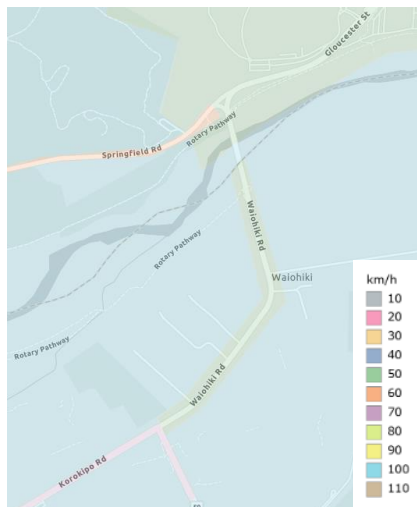 Gloucester St
Rotary Pathway
Springfield Rd
Waiohiki Rd
Rotary Pathway
Waiohiki
Rotary Pathway
Waiohiki Rd
Korokipo Rd
km/h
10
20
30
40
50
60
70
80
90
100
110